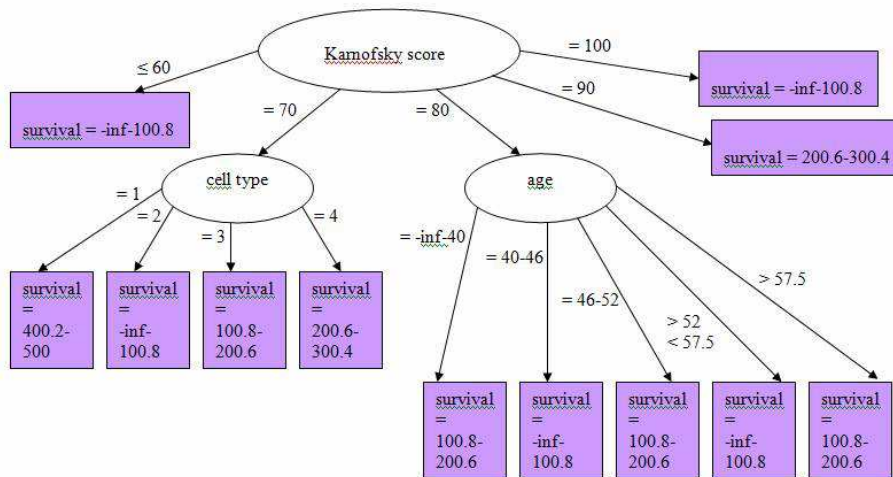 Karnofsky score
≤ 60
= 70
= 80
= 90
= 100
survival = -inf-100.8
survival = -inf-100.8
survival = 200.6-300.4
cell type
age
= 1
= 2
= 3
= 4
survival
=
400.2-
500
survival
=
-inf-
100.8
survival
=
100.8-
200.6
survival
=
200.6-
300.4
= -inf-40
= 40-46
= 46-52
> 52
< 57.5
> 57.5
survival
=
100.8-
200.6
survival
=
-inf-
100.8
survival
=
100.8-
200.6
survival
=
-inf-
100.8
survival
=
100.8-
200.6